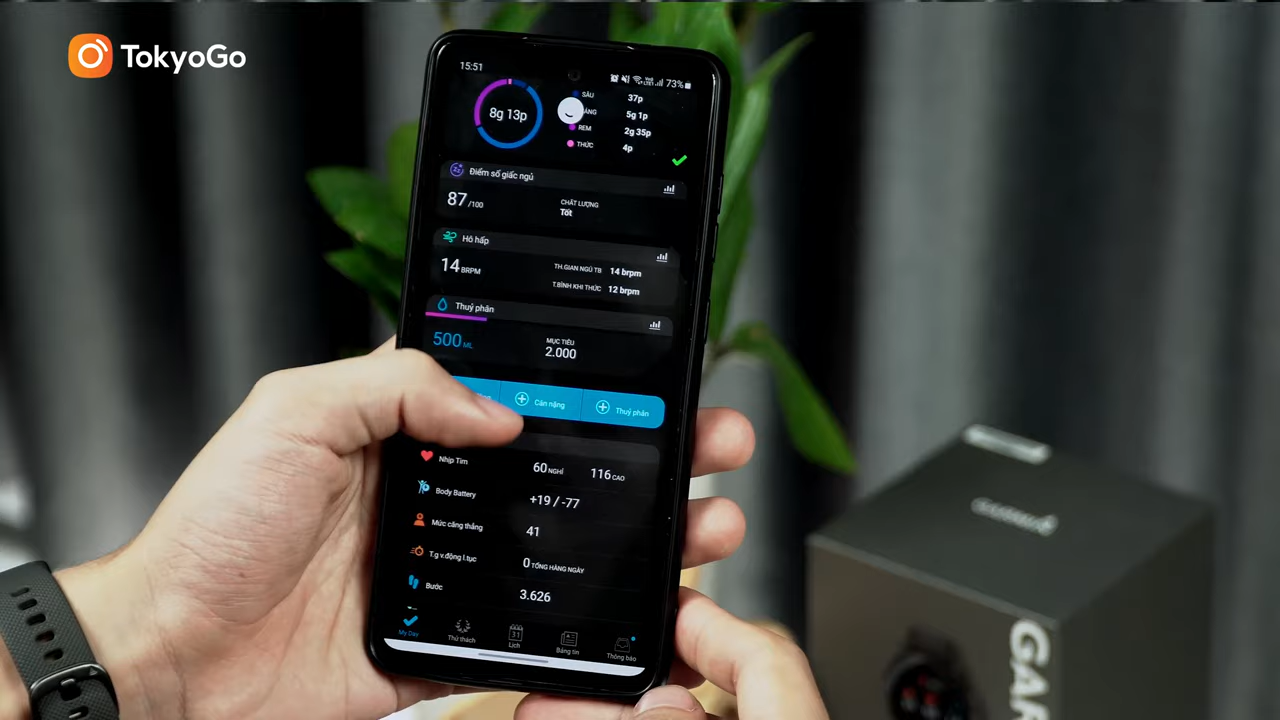 TokyoGo
15:51
73%
8g 13p
SÂU 37p
5g 1p
REM 2g 35p
THỨC 4p
Điểm số giấc ngủ
87/100
CHẤT LƯỢNG
Tốt
Hô hấp
14 BRPM
TH.GIAN NGỦ TB 14 brpm
T.BÌNH KHI THỨC 12 brpm
Thuỷ phân
500 ML
MỤC TIÊU
2.000
Cân nặng
Thuỷ phân
Nhịp Tim 60 NGHỈ 116 CAO
Body Battery +19 / -77
Mức căng thẳng 41
T.g v.động l.tục 0 TỔNG HÀNG NGÀY
Bước 3.626
My Day
Thử thách
31
Lịch
Bảng tin
Thông báo
GAR